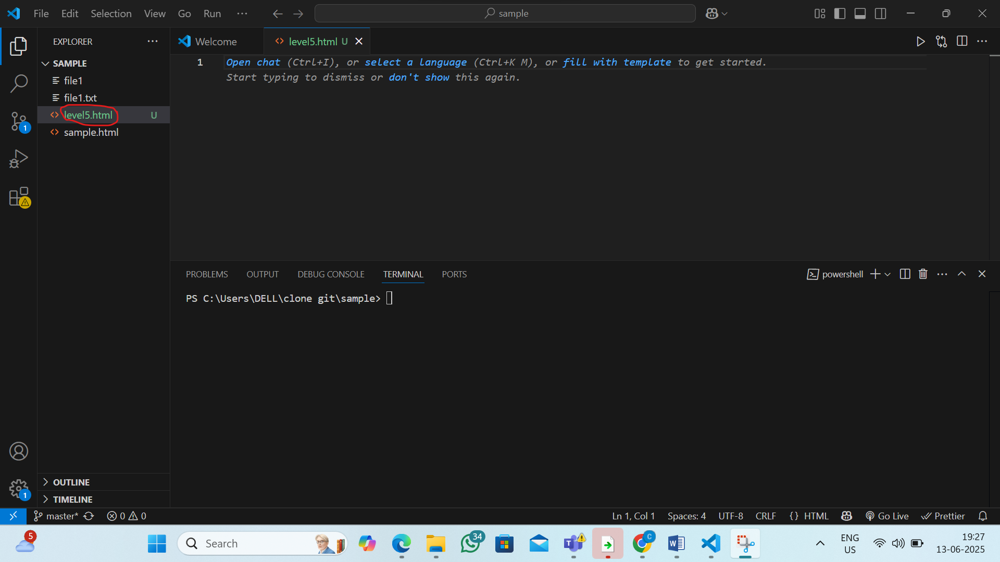 File Edit Selection View Go Run ··· sample
EXPLORER ···
Welcome level5.html U
SAMPLE
file1
file1.txt
level5.html U
sample.html
1
1 Open chat (Ctrl+I), or select a language (Ctrl+K M), or fill with template to get started.
Start typing to dismiss or don't show this again.
PROBLEMS OUTPUT DEBUG CONSOLE TERMINAL PORTS powershell
PS C:\Users\DELL\clone git\sample>
OUTLINE
1
TIMELINE
master* 0 0 Ln 1, Col 1 Spaces: 4 UTF-8 CRLF {} HTML Go Live Prettier
5 Search 34 T C W ENG 19:27
US 13-06-2025